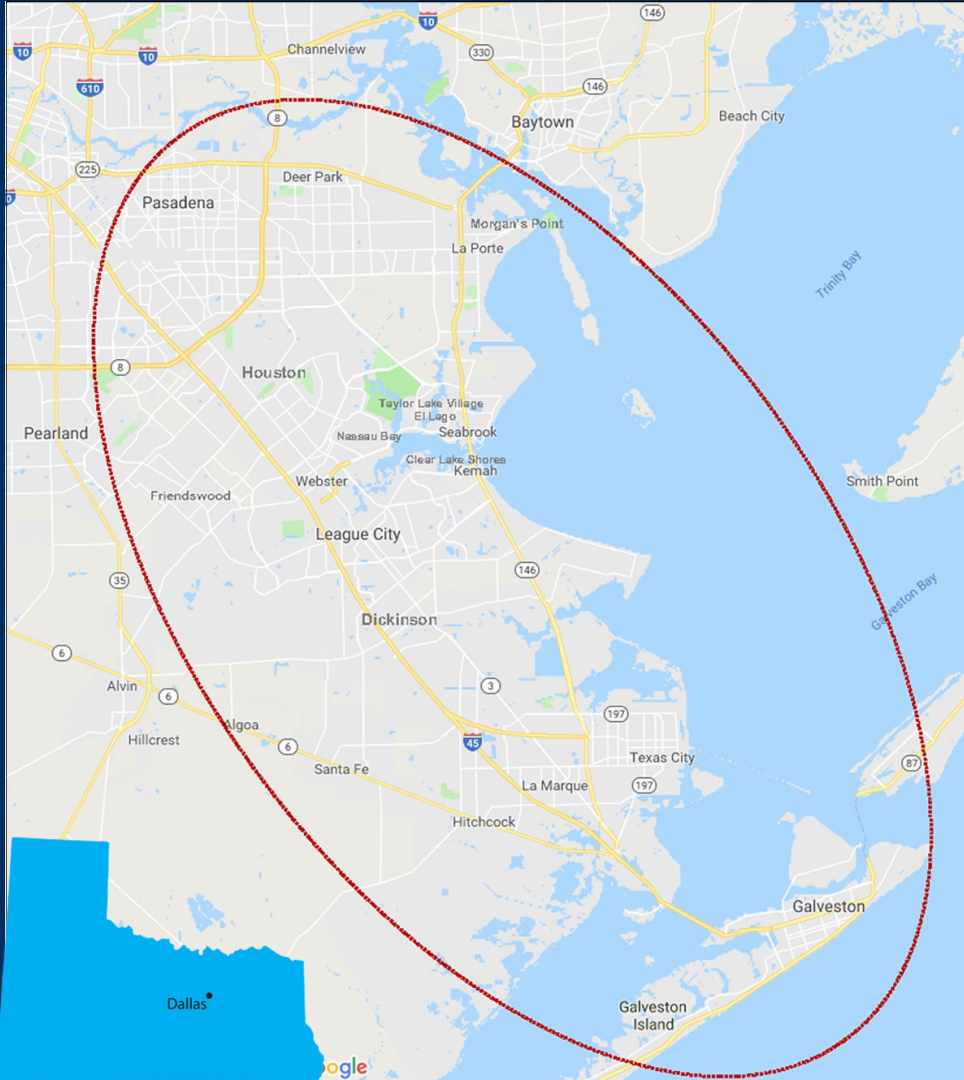 146
10
Channelview
330
10
10
146
610
Beach City
8
Baytown
225
Deer Park
Pasadena
Morgan's Point
La Porte
Trinity Bay
8
Houston
Taylor Lake Village
El Lago
Pearland
Nassau Bay
Seabrook
Clear Lake Shores
Kemah
Webster
Smith Point
Friendswood
League City
146
35
Galveston Bay
Dickinson
6
Alvin
3
6
197
Algoa
Hillcrest
6
45
Texas City
87
Santa Fe
La Marque
197
Hitchcock
Galveston
Dallas
Galveston
Island
ogle